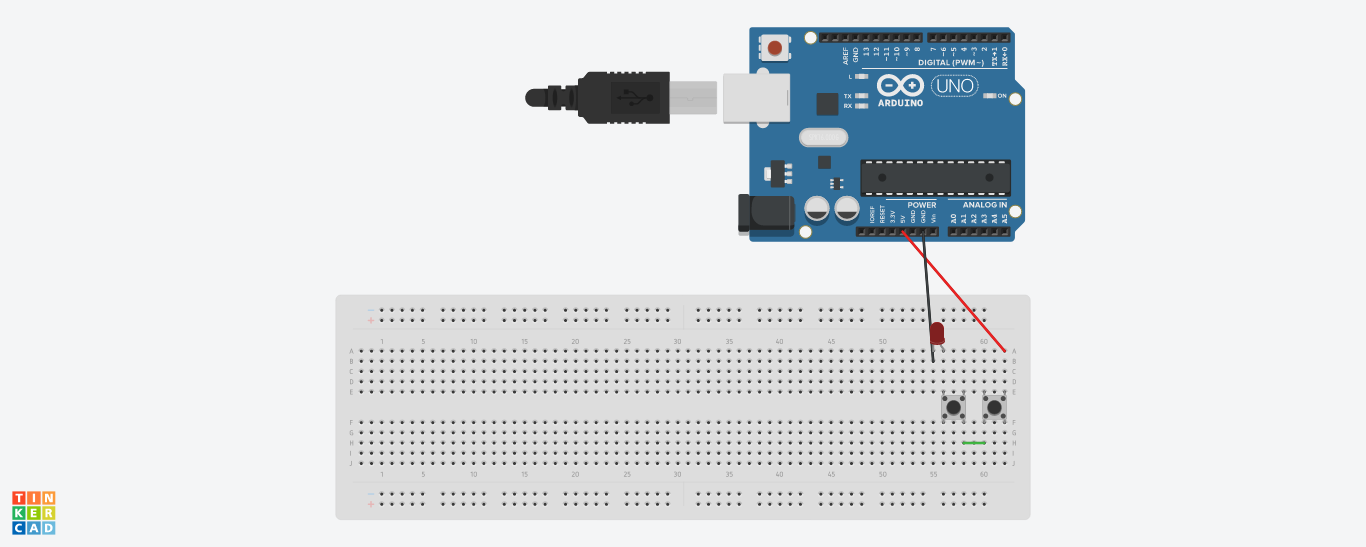 AREF
GND
13
12
~11
~10
~9
8
7
~6
~5
4
~3
2
TX→1
RX←0
DIGITAL (PWM~)
L
TX
RX
ARDUINO
UNO
ON
POWER
ANALOG IN
IOREF
RESET
3.3V
5V
GND
GND
Vin
A0
A1
A2
A3
A4
A5
- +
1 5 10 15 20 25 30 35 40 45 50 55 60
A A
B B
C C
D D
E E
F F
G G
H H
I I
J J
1 5 10 15 20 25 30 35 40 45 50 55 60
- +
TIN
KER
CAD